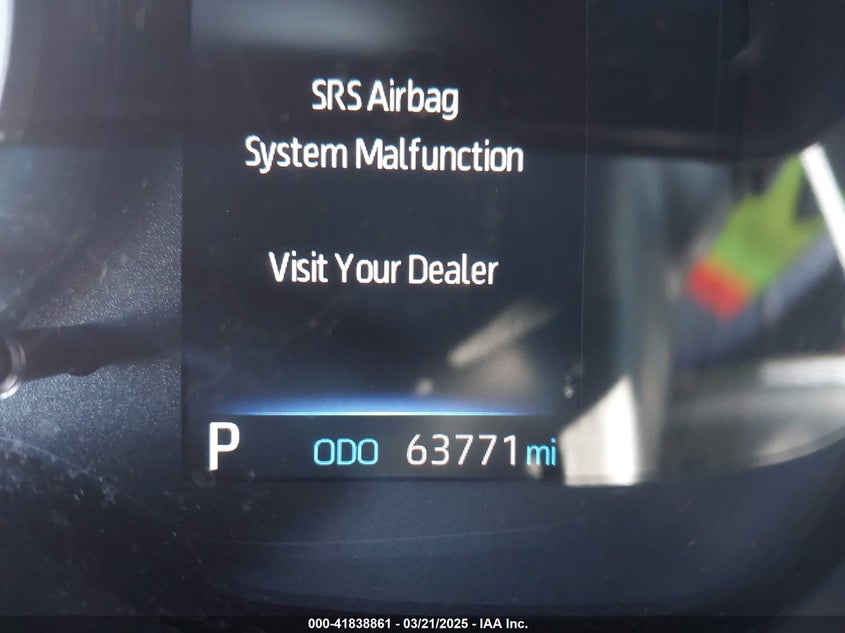 SRS Airbag
System Malfunction
Visit Your Dealer
P ODO 63771 mi
000-41838861 - 03/21/2025 - IAA Inc.